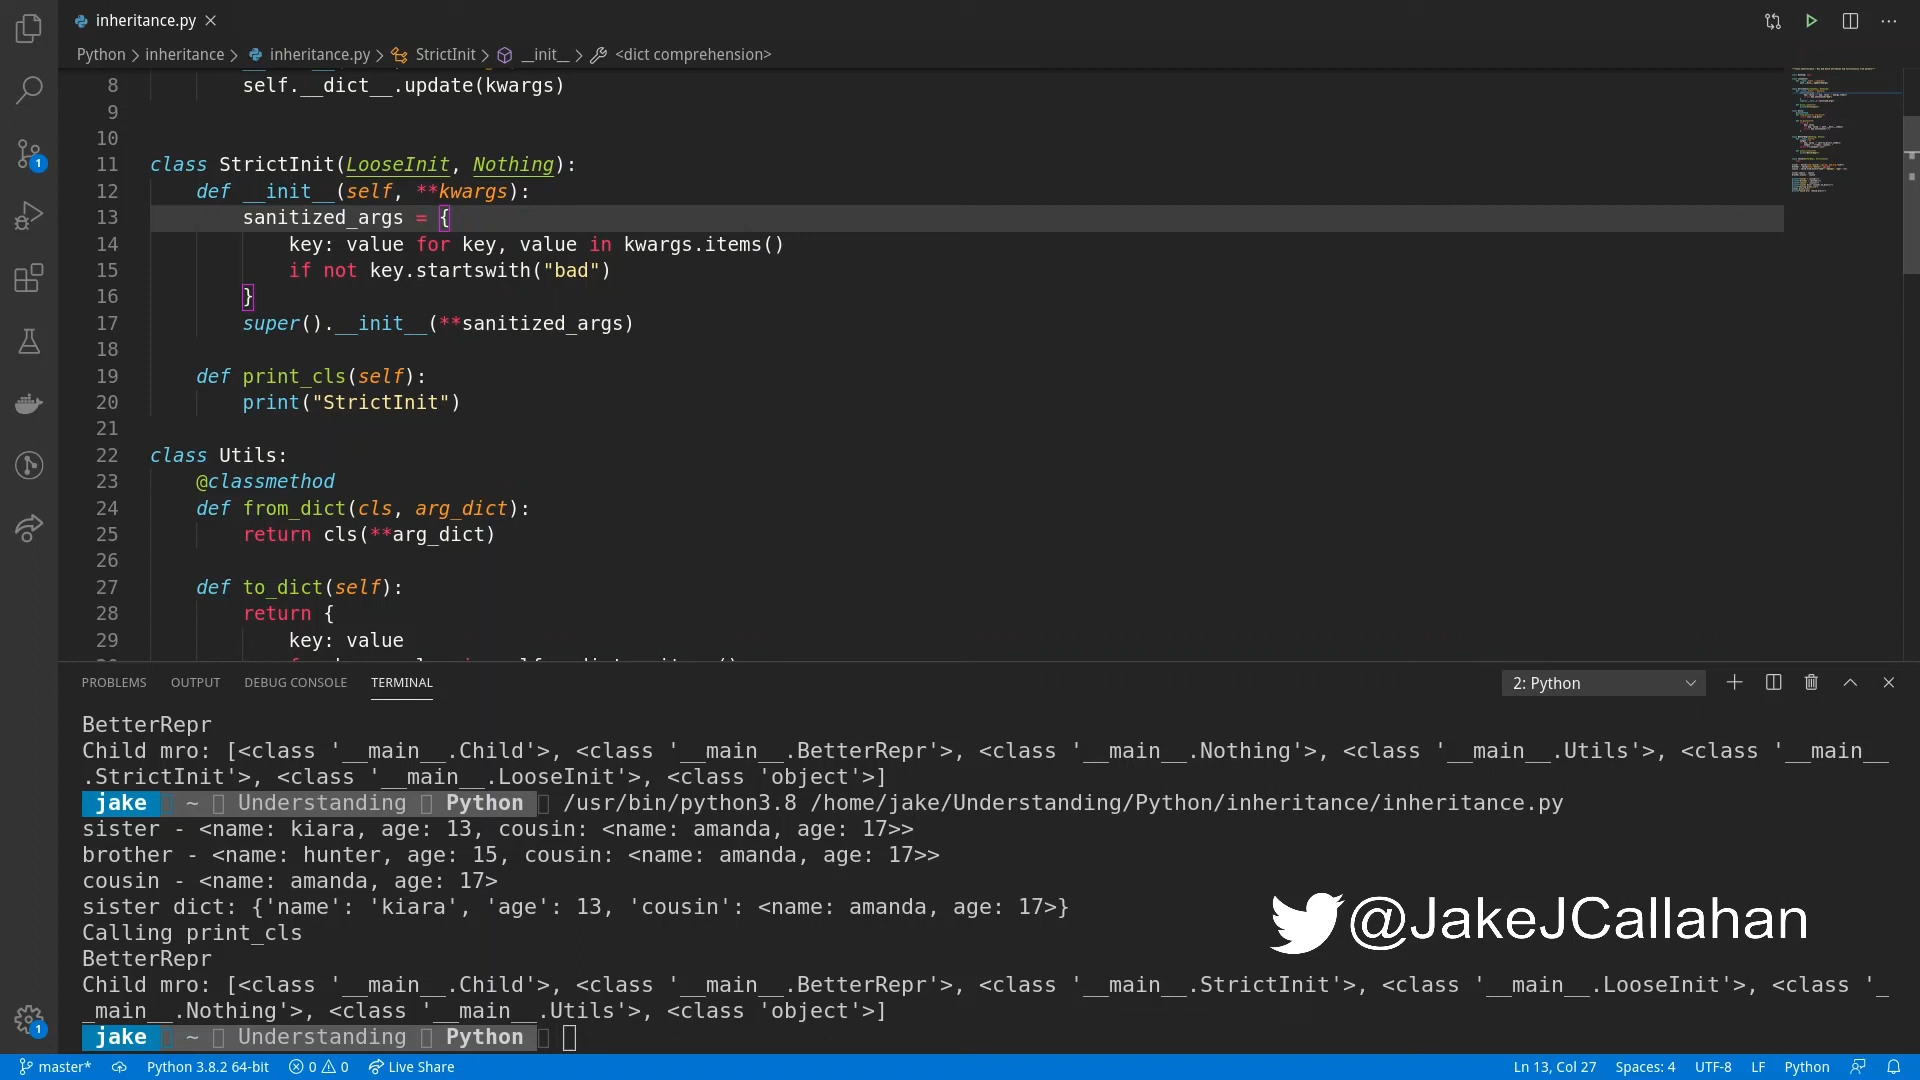 inheritance.py
Python > inheritance > inheritance.py > StrictInit > __init__ > <dict comprehension>
8 self.__dict__.update(kwargs)
9
10
11 class StrictInit(LooseInit, Nothing):
12 def __init__(self, **kwargs):
13 sanitized_args = {
14 key: value for key, value in kwargs.items()
15 if not key.startswith("bad")
16 }
17 super().__init__(**sanitized_args)
18
19 def print_cls(self):
20 print("StrictInit")
21
22 class Utils:
23 @classmethod
24 def from_dict(cls, arg_dict):
25 return cls(**arg_dict)
26
27 def to_dict(self):
28 return {
29 key: value
PROBLEMS OUTPUT DEBUG CONSOLE TERMINAL 2: Python
BetterRepr
Child mro: [<class '__main__.Child'>, <class '__main__.BetterRepr'>, <class '__main__.Nothing'>, <class '__main__.Utils'>, <class '__main__
.StrictInit'>, <class '__main__.LooseInit'>, <class 'object'>]
jake ~ Understanding Python /usr/bin/python3.8 /home/jake/Understanding/Python/inheritance/inheritance.py
sister - <name: kiara, age: 13, cousin: <name: amanda, age: 17>>
brother - <name: hunter, age: 15, cousin: <name: amanda, age: 17>>
cousin - <name: amanda, age: 17>
sister dict: {'name': 'kiara', 'age': 13, 'cousin': <name: amanda, age: 17>}
Calling print_cls
BetterRepr
Child mro: [<class '__main__.Child'>, <class '__main__.BetterRepr'>, <class '__main__.StrictInit'>, <class '__main__.LooseInit'>, <class '_
_main__.Nothing'>, <class '__main__.Utils'>, <class 'object'>]
jake ~ Understanding Python
@JakeJCallahan
1
1
master* Python 3.8.2 64-bit 0 0 Live Share Ln 13, Col 27 Spaces: 4 UTF-8 LF Python